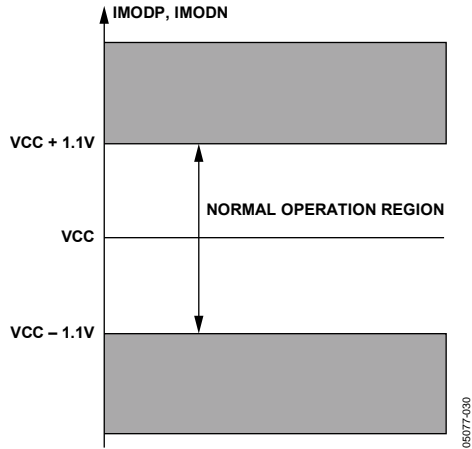 IMODP, IMODN
VCC + 1.1V
NORMAL OPERATION REGION
VCC
VCC – 1.1V
05077-030